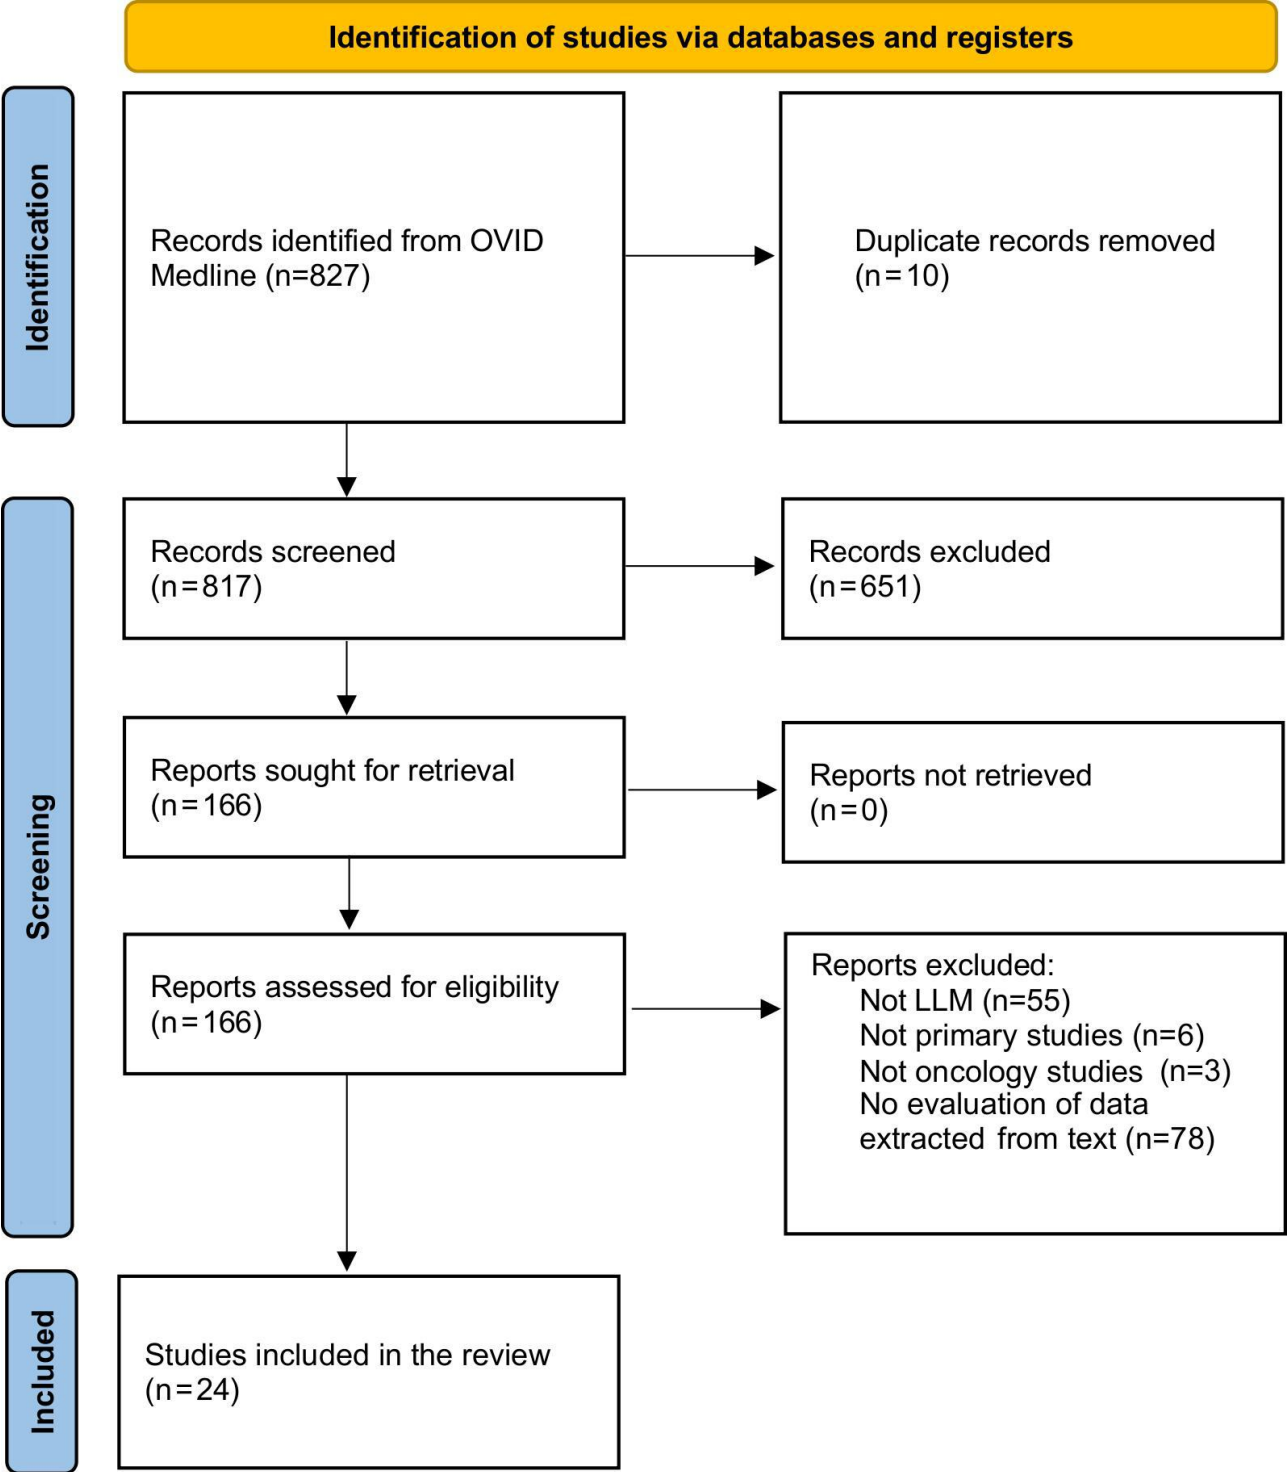 Identification of studies via databases and registers
Identification
Records identified from OVID
Medline (n=827)
Duplicate records removed
(n=10)
Screening
Records screened
(n=817)
Records excluded
(n=651)
Reports sought for retrieval
(n=166)
Reports not retrieved
(n=0)
Reports assessed for eligibility
(n=166)
Reports excluded:
Not LLM (n=55)
Not primary studies (n=6)
Not oncology studies (n=3)
No evaluation of data
extracted from text (n=78)
Included
Studies included in the review
(n=24)